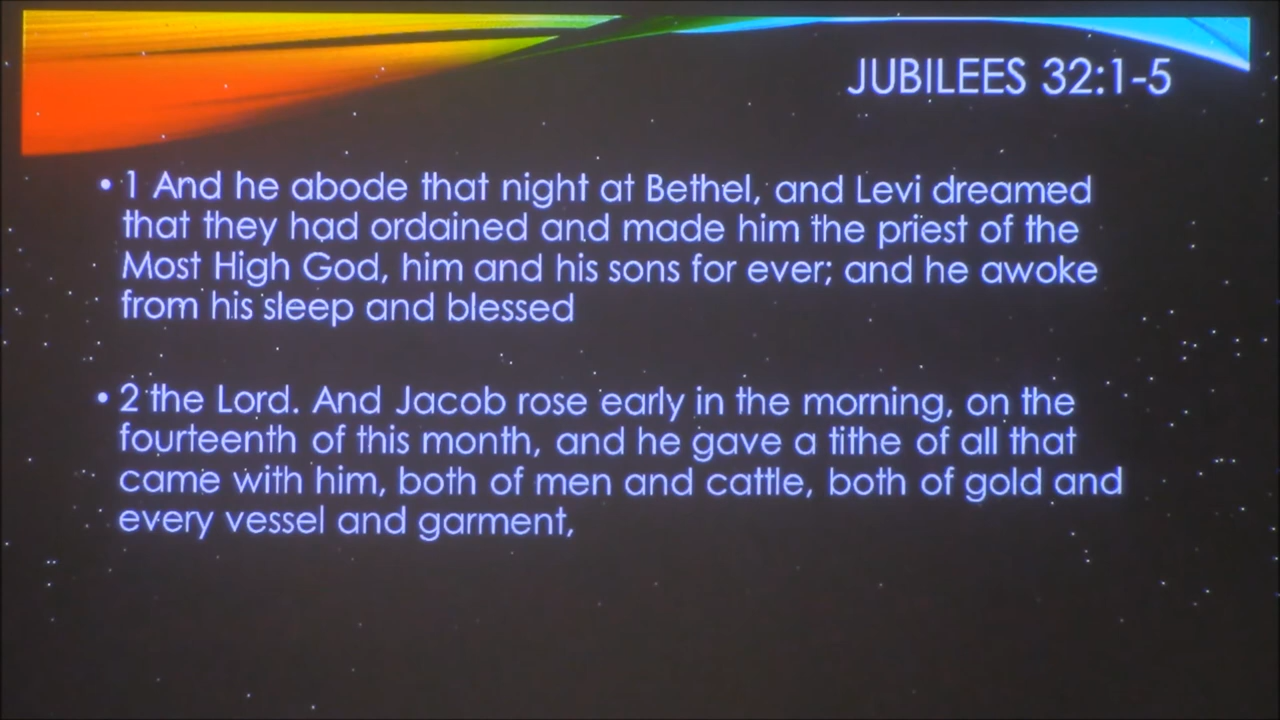 JUBILEES 32:1-5
• 1 And he abode that night at Bethel, and Levi dreamed
that they had ordained and made him the priest of the
Most High God, him and his sons for ever; and he awoke
from his sleep and blessed
• 2 the Lord. And Jacob rose early in the morning, on the
fourteenth of this month, and he gave a tithe of all that
came with him, both of men and cattle, both of gold and
every vessel and garment,